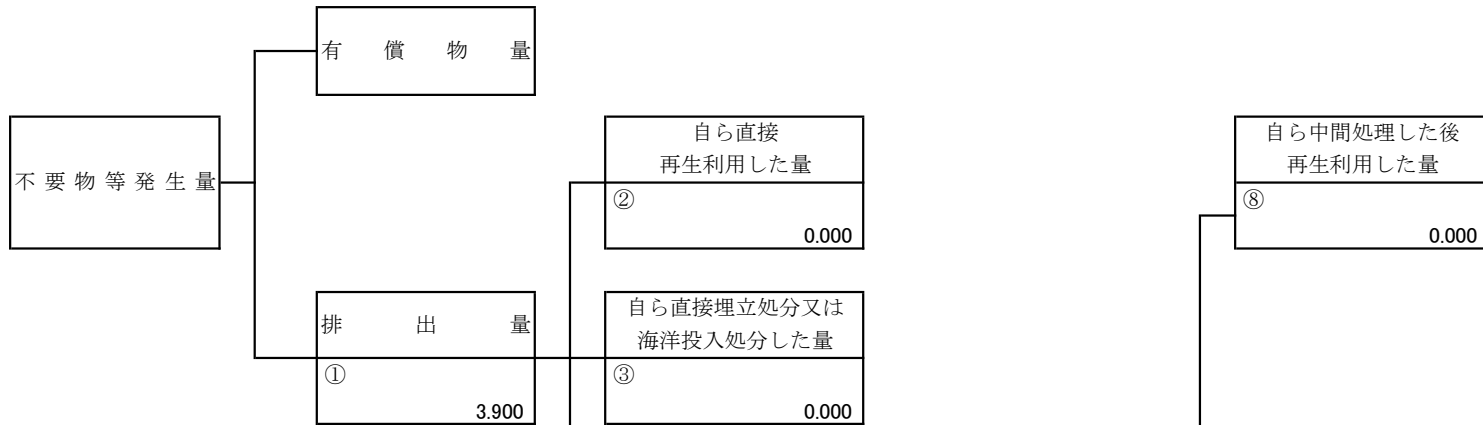 有償物量
不要物等発生量
自ら直接
再生利用した量
②
0.000
自ら中間処理した後
再生利用した量
⑧
0.000
排出量
①
3.900
自ら直接埋立処分又は
海洋投入処分した量
③
0.000